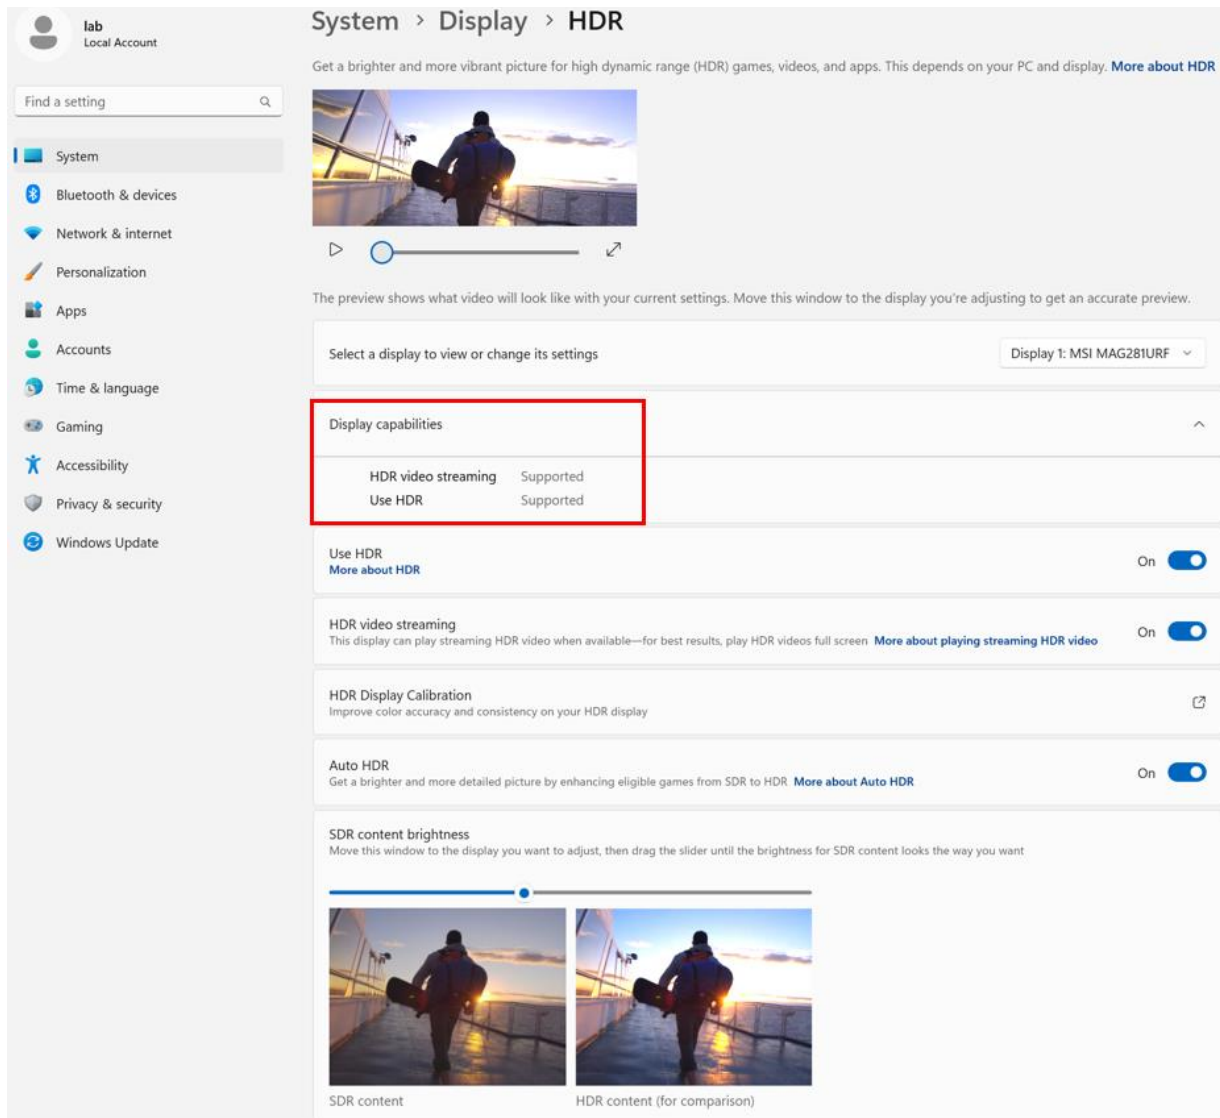 lab
Local Account
Find a setting
System
Bluetooth & devices
Network & internet
Personalization
Apps
Accounts
Time & language
Gaming
Accessibility
Privacy & security
Windows Update
System > Display > HDR
Get a brighter and more vibrant picture for high dynamic range (HDR) games, videos, and apps. This depends on your PC and display. More about HDR
The preview shows what video will look like with your current settings. Move this window to the display you're adjusting to get an accurate preview.
Select a display to view or change its settings
Display 1: MSI MAG281URF
Display capabilities
HDR video streaming Supported
Use HDR Supported
Use HDR
More about HDR
On
HDR video streaming
This display can play streaming HDR video when available—for best results, play HDR videos full screen More about playing streaming HDR video
On
HDR Display Calibration
Improve color accuracy and consistency on your HDR display
Auto HDR
Get a brighter and more detailed picture by enhancing eligible games from SDR to HDR More about Auto HDR
On
SDR content brightness
Move this window to the display you want to adjust, then drag the slider until the brightness for SDR content looks the way you want
SDR content
HDR content (for comparison)